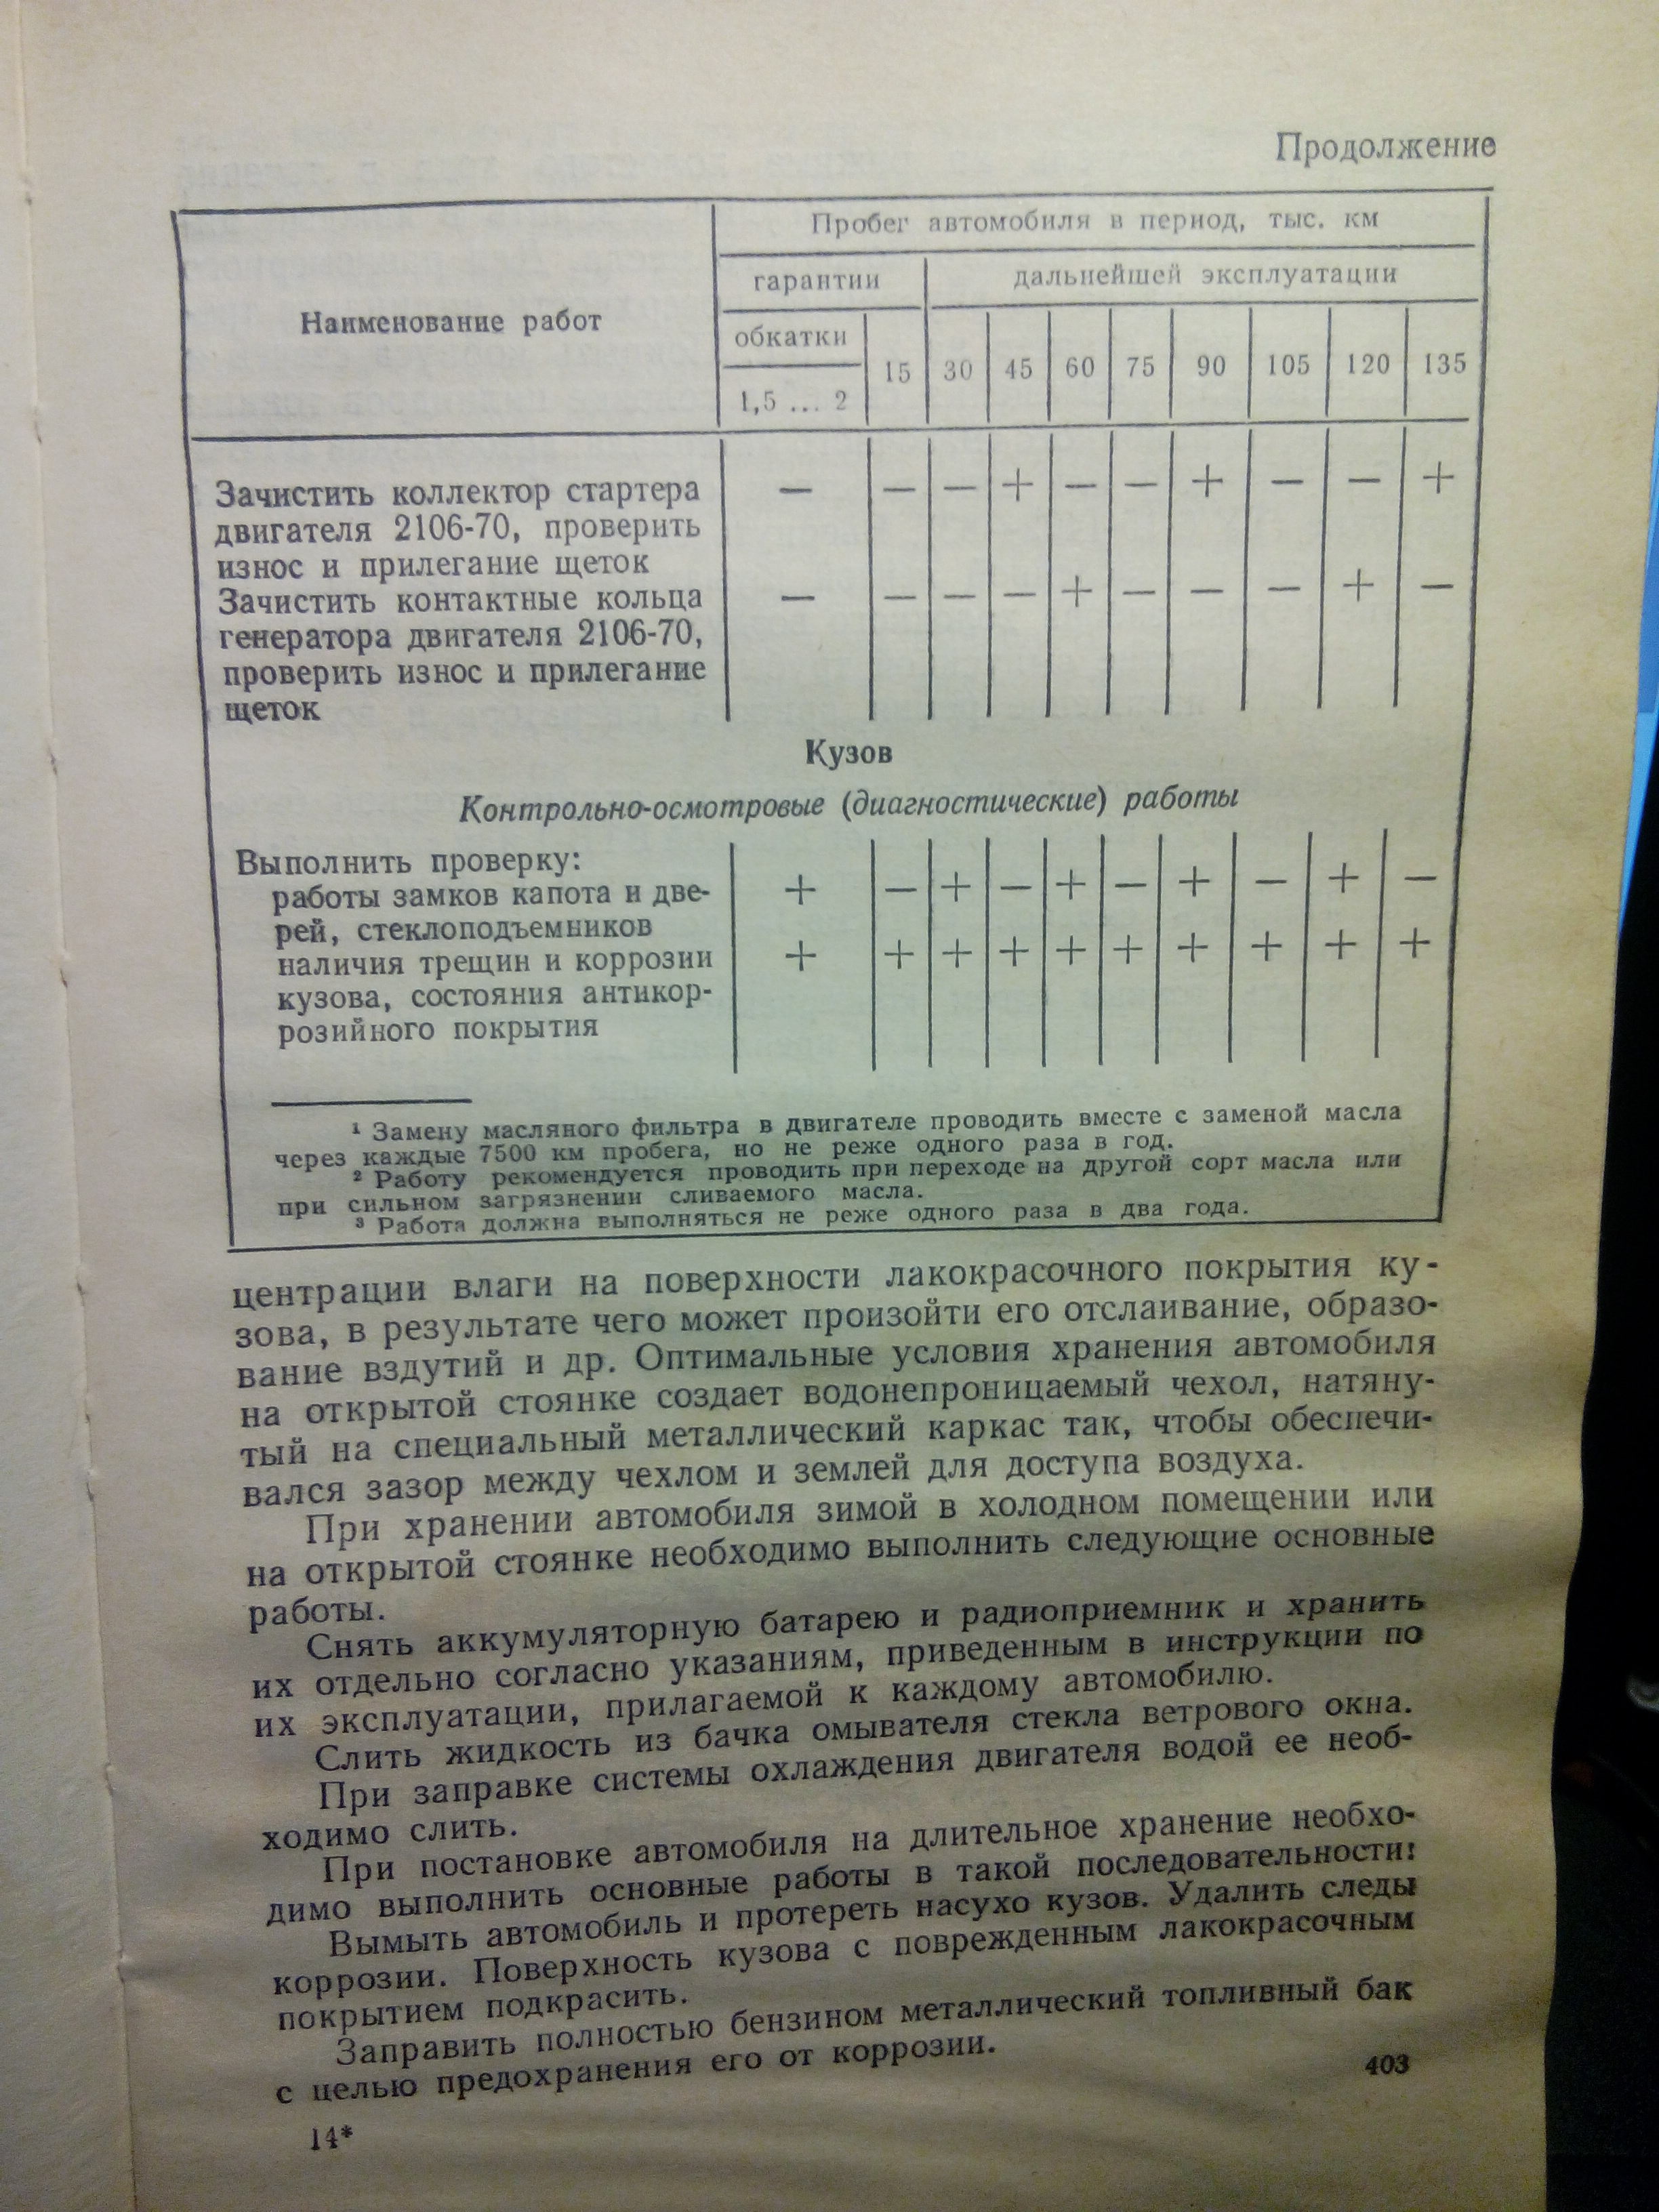 Продолжение
Пробег автомобиля в период, тыс. км
гарантии дальнейшей эксплуатации
Наименование работ
обкатки
15 30 45 60 75 90 105 120 135
1,5 ... 2
Зачистить коллектор стартера — — — + — — + — — +
двигателя 2106-70, проверить
износ и прилегание щеток
Зачистить контактные кольца — — — — + — — — + —
генератора двигателя 2106-70,
проверить износ и прилегание
щеток
Кузов
Контрольно-осмотровые (диагностические) работы
Выполнить проверку:
работы замков капота и две- + — + — + — + — + —
рей, стеклоподъемников
наличия трещин и коррозии + + + + + + + + + +
кузова, состояния антикор-
розийного покрытия
¹ Замену масляного фильтра в двигателе проводить вместе с заменой масла
через каждые 7500 км пробега, но не реже одного раза в год.
² Работу рекомендуется проводить при переходе на другой сорт масла или
при сильном загрязнении сливаемого масла.
³ Работа должна выполняться не реже одного раза в два года.
центрации влаги на поверхности лакокрасочного покрытия ку-
зова, в результате чего может произойти его отслаивание, образо-
вание вздутий и др. Оптимальные условия хранения автомобиля
на открытой стоянке создает водонепроницаемый чехол, натяну-
тый на специальный металлический каркас так, чтобы обеспечи-
вался зазор между чехлом и землей для доступа воздуха.
При хранении автомобиля зимой в холодном помещении или
на открытой стоянке необходимо выполнить следующие основные
работы.
Снять аккумуляторную батарею и радиоприемник и хранить
их отдельно согласно указаниям, приведенным в инструкции по
их эксплуатации, прилагаемой к каждому автомобилю.
Слить жидкость из бачка омывателя стекла ветрового окна.
При заправке системы охлаждения двигателя водой ее необ-
ходимо слить.
При постановке автомобиля на длительное хранение необхо-
димо выполнить основные работы в такой последовательности:
Вымыть автомобиль и протереть насухо кузов. Удалить следы
коррозии. Поверхность кузова с поврежденным лакокрасочным
покрытием подкрасить.
Заправить полностью бензином металлический топливный бак
с целью предохранения его от коррозии.
403
14*